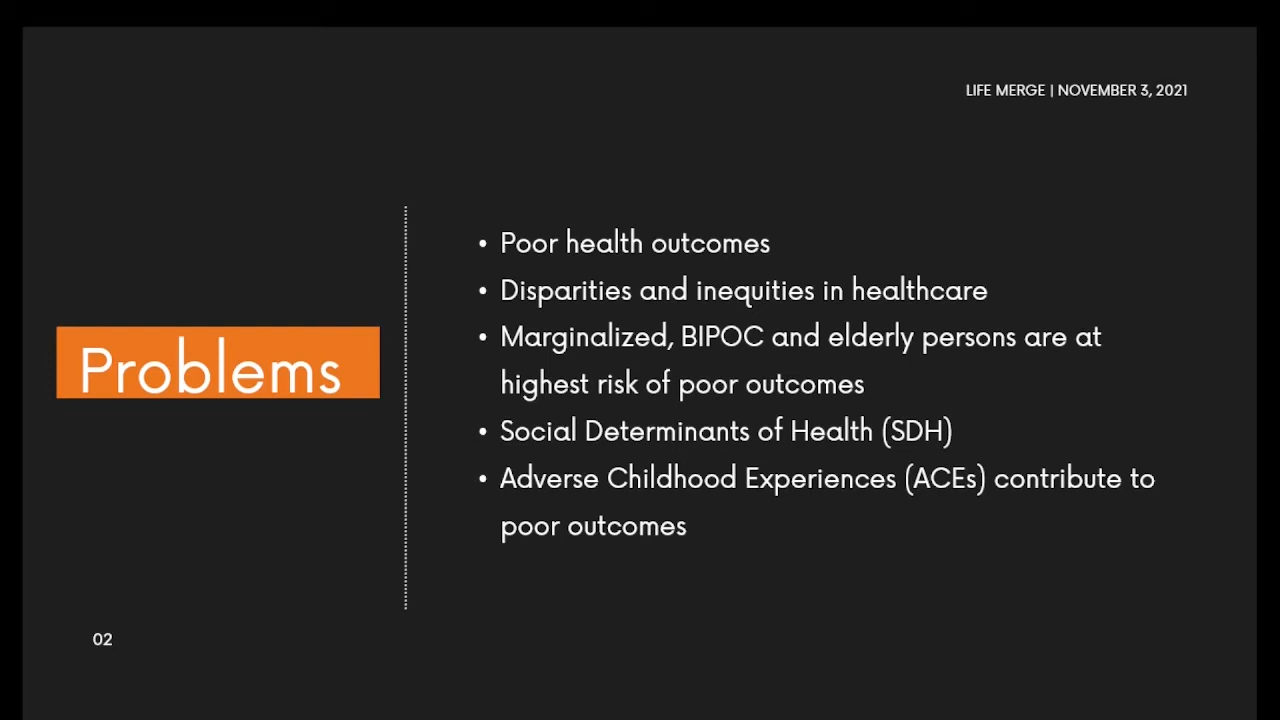 LIFE MERGE | NOVEMBER 3, 2021
Problems
• Poor health outcomes
• Disparities and inequities in healthcare
• Marginalized, BIPOC and elderly persons are at
highest risk of poor outcomes
• Social Determinants of Health (SDH)
• Adverse Childhood Experiences (ACEs) contribute to
poor outcomes
02